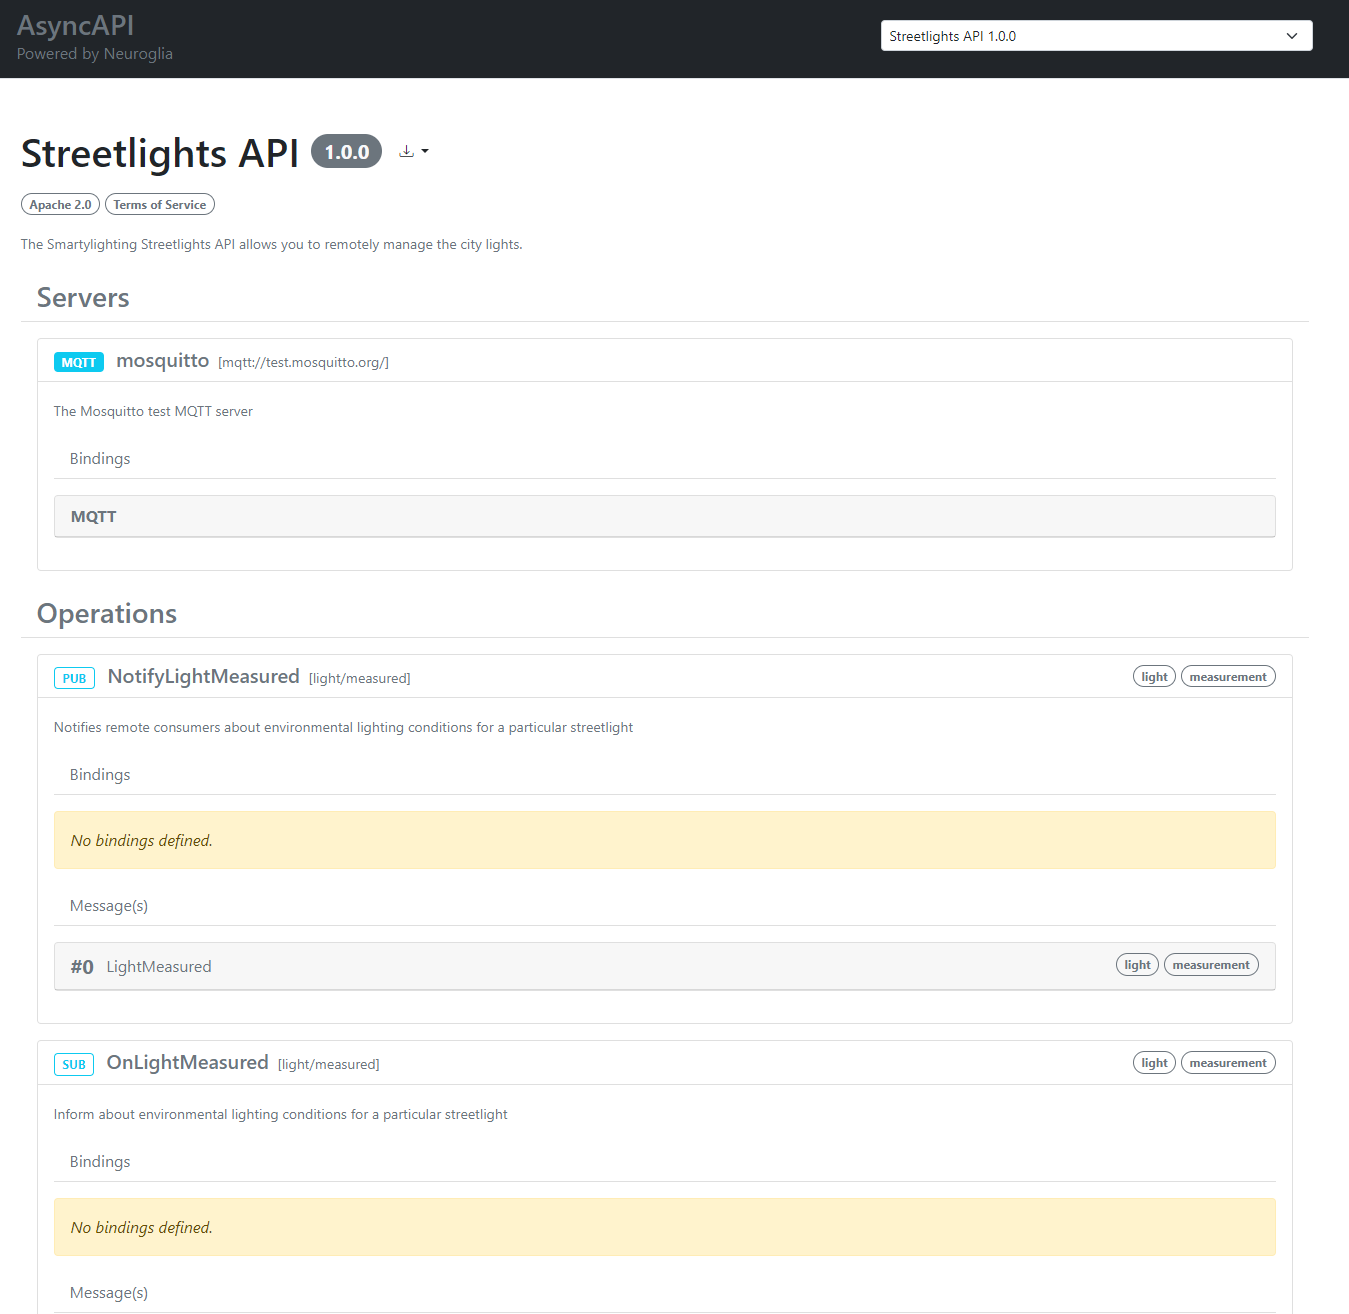 AsyncAPI
Powered by Neuroglia
Streetlights API 1.0.0
Streetlights API 1.0.0
Apache 2.0 Terms of Service
The Smartylighting Streetlights API allows you to remotely manage the city lights.
Servers
MQTT mosquitto [mqtt://test.mosquitto.org/]
The Mosquitto test MQTT server
Bindings
MQTT
Operations
PUB NotifyLightMeasured [light/measured] light measurement
Notifies remote consumers about environmental lighting conditions for a particular streetlight
Bindings
No bindings defined.
Message(s)
#0 LightMeasured light measurement
SUB OnLightMeasured [light/measured] light measurement
Inform about environmental lighting conditions for a particular streetlight
Bindings
No bindings defined.
Message(s)